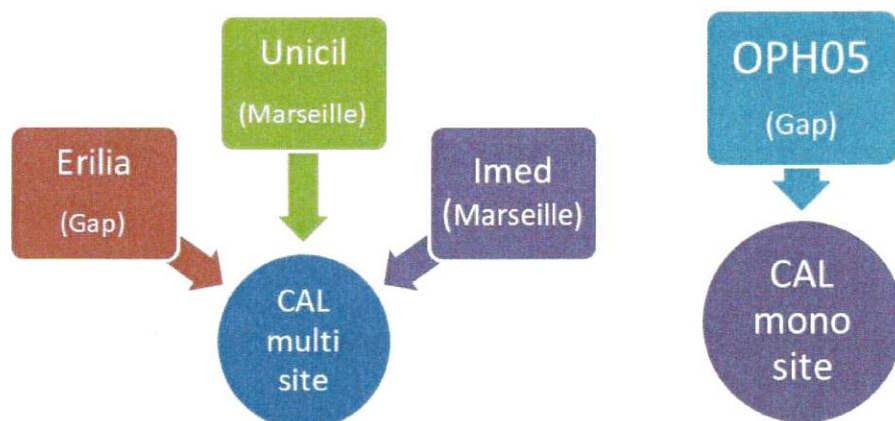 Unicil
(Marseille)
Erilia
(Gap)
Imed
(Marseille)
CAL
multi
site
OPH05
(Gap)
CAL
mono
site